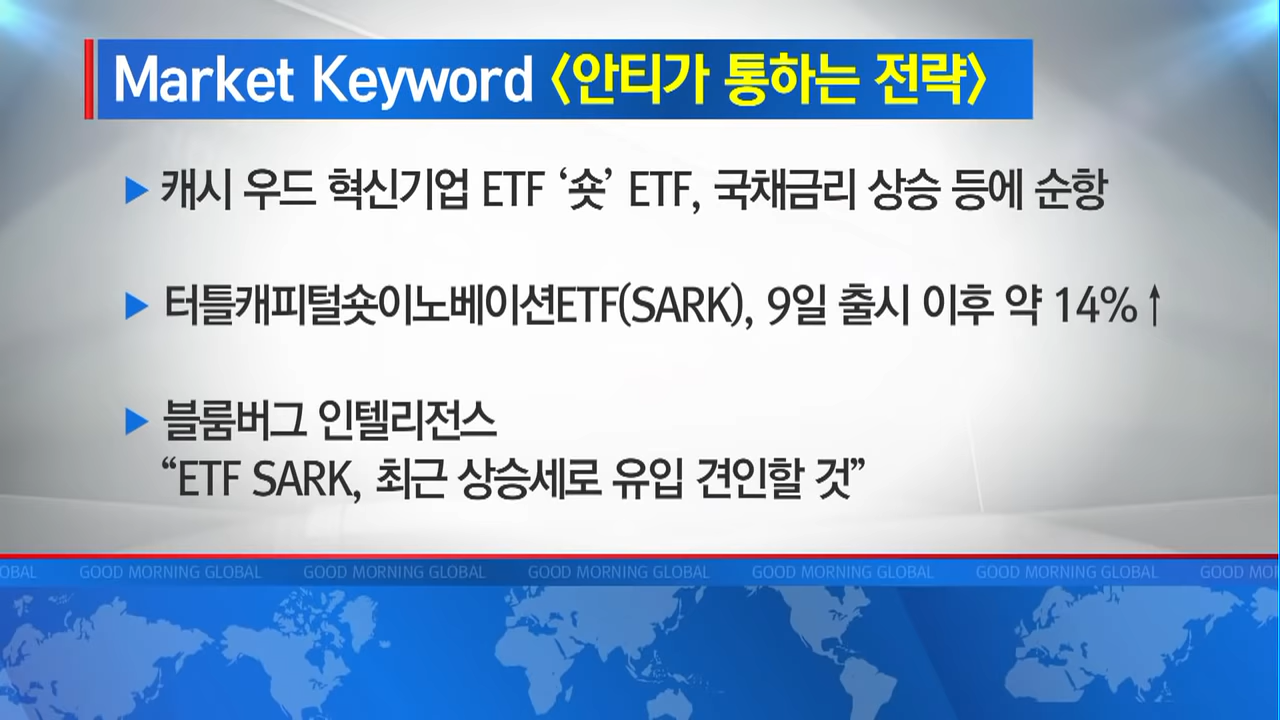 Market Keyword <안티가 통하는 전략>
▶ 캐시 우드 혁신기업 ETF ‘숏’ ETF, 국채금리 상승 등에 순항
▶ 터틀캐피털숏이노베이션ETF(SARK), 9일 출시 이후 약 14%↑
▶ 블룸버그 인텔리전스
“ETF SARK, 최근 상승세로 유입 견인할 것”
OBAL GOOD MORNING GLOBAL GOOD MORNING GLOBAL GOOD MORNING GLOBAL GOOD MORNING GLOBAL GOOD MORNING GLOBAL GOOD MOR